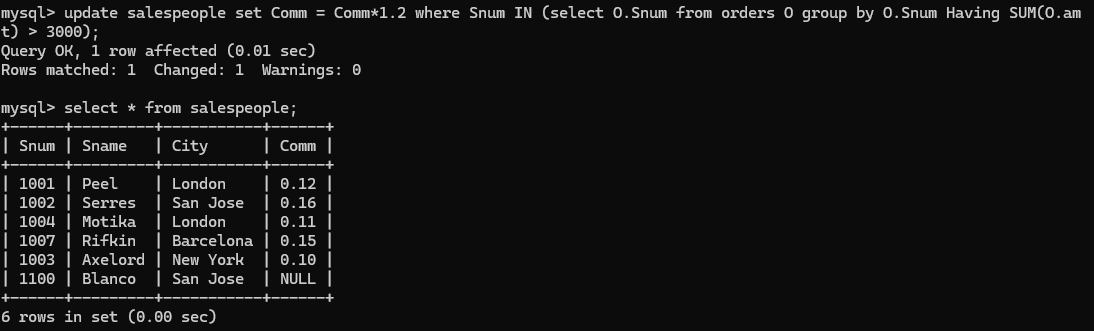 mysql> update salespeople set Comm = Comm*1.2 where Snum IN (select O.Snum from orders O group by O.Snum Having SUM(O.am
t) > 3000);
Query OK, 1 row affected (0.01 sec)
Rows matched: 1  Changed: 1  Warnings: 0

mysql> select * from salespeople;
+------+---------+-----------+------+
| Snum | Sname   | City      | Comm |
+------+---------+-----------+------+
| 1001 | Peel    | London    | 0.12 |
| 1002 | Serres  | San Jose  | 0.16 |
| 1004 | Motika  | London    | 0.11 |
| 1007 | Rifkin  | Barcelona | 0.15 |
| 1003 | Axelord | New York  | 0.10 |
| 1100 | Blanco  | San Jose  | NULL |
+------+---------+-----------+------+
6 rows in set (0.00 sec)